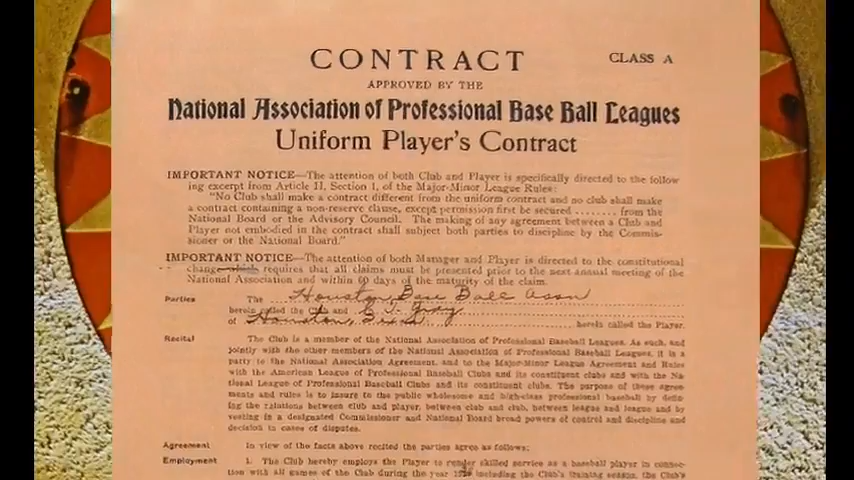 CONTRACT
CLASS A
APPROVED BY THE
National Association of Professional Base Ball Leagues
Uniform Player's Contract
IMPORTANT NOTICE—The attention of both Club and Player is specifically directed to the follow
ing excerpt from Article II, Section 1, of the Major-Minor League Rules:
"No Club shall make a contract different from the uniform contract and no club shall make
a contract containing a non-reserve clause, except permission first be secured ........ from the
National Board or the Advisory Council. The making of any agreement between a Club and
Player not embodied in the contract shall subject both parties to discipline by the Commis-
sioner or the National Board."
IMPORTANT NOTICE—The attention of both Manager and Player is directed to the constitutional
change which requires that all claims must be presented prior to the next annual meeting of the
National Association and within 60 days of the maturity of the claim.
Parties The Houston Base Ball Assn
herein called the Club and Gray
of Houston, Texas herein called the Player.
Recital The Club is a member of the National Association of Professional Baseball Leagues. As such, and
jointly with the other members of the National Association of Professional Baseball Leagues, it is a
party to the National Association Agreement, and to the Major-Minor League Agreement and Rules
with the American League of Professional Baseball Clubs and its constituent clubs and with the Na-
tional League of Professional Baseball Clubs and its constituent clubs. The purpose of these agree-
ments and rules is to insure to the public wholesome and high-class professional baseball by defin-
ing the relations between club and player, between club and club, between league and league and by
vesting in a designated Commissioner and National Board broad powers of control and discipline and
decision in cases of disputes.
Agreement In view of the facts above recited the parties agree as follows:
Employment 1. The Club hereby employs the Player to render skilled service as a baseball player in connec-
tion with all games of the Club during the year including the Club's training season, the Club's